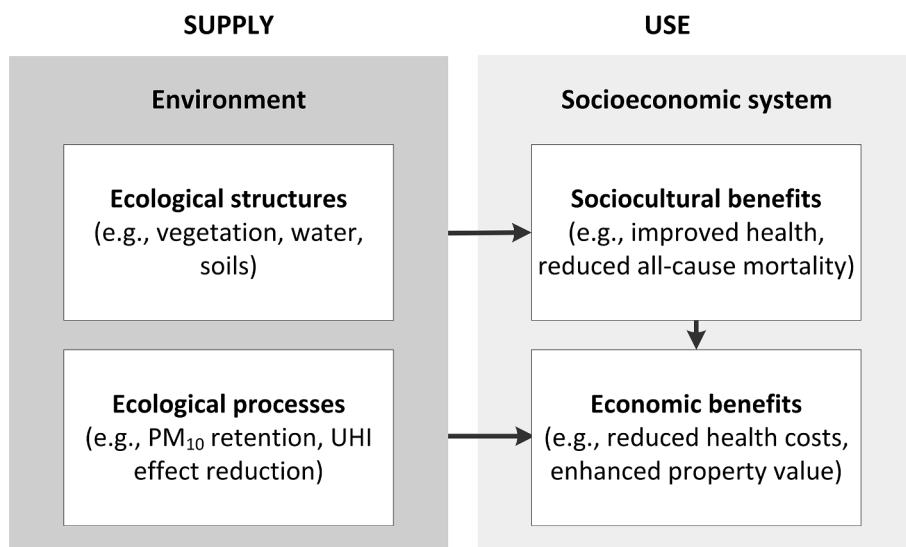 SUPPLY
Environment
Ecological structures
(e.g., vegetation, water,
soils)
Ecological processes
(e.g., PM₁₀ retention, UHI
effect reduction)
USE
Socioeconomic system
Sociocultural benefits
(e.g., improved health,
reduced all-cause mortality)
Economic benefits
(e.g., reduced health costs,
enhanced property value)